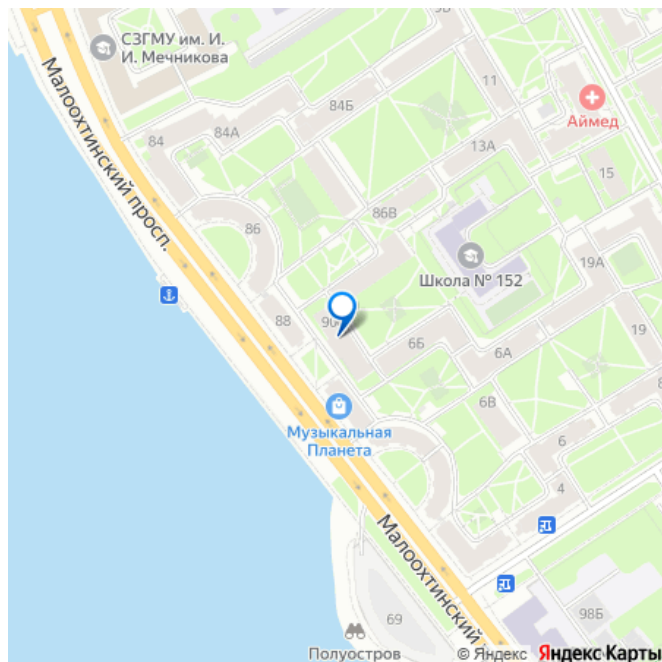 9Б
СЗГМУ им. И.
И. Мечникова
11
84Б
Аймед
84
84А
13А
Малоохтинский просп.
15
86В
86
Школа № 152
19А
88
90
6Б
19
6А
Музыкальная
Планета
6В
6
4
Малоохтинский
69
98Б
Полуостров
© Яндекс Яндекс Карты